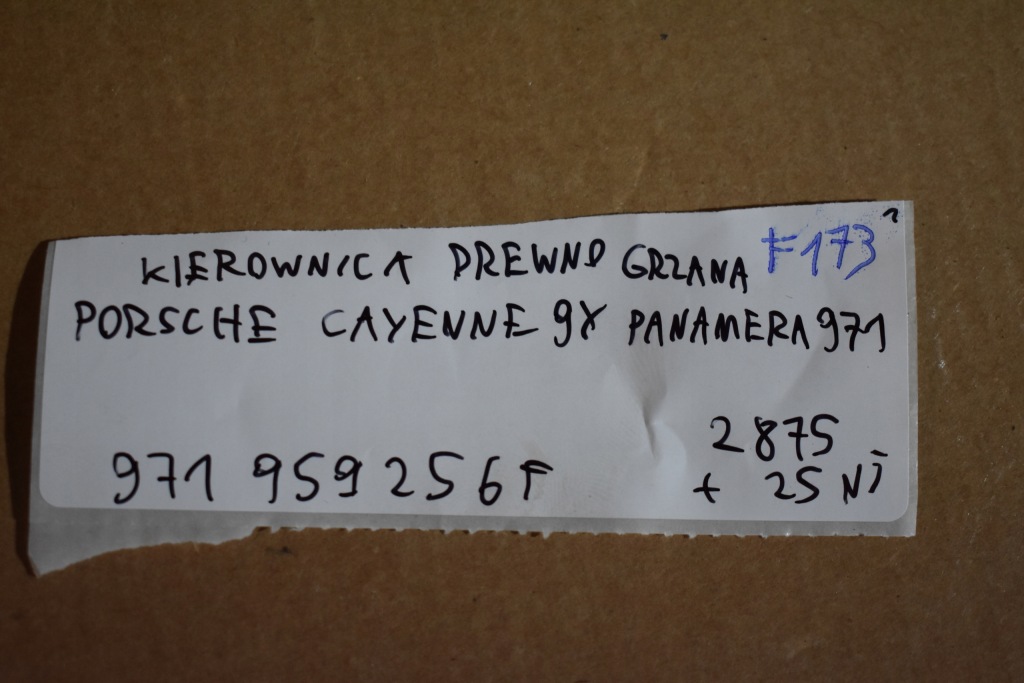 KIEROWNICA DREWNO GRZANA F173
PORSCHE CAYENNE 9Y PANAMERA 971
2875
971 959 256 F + 25 NJ